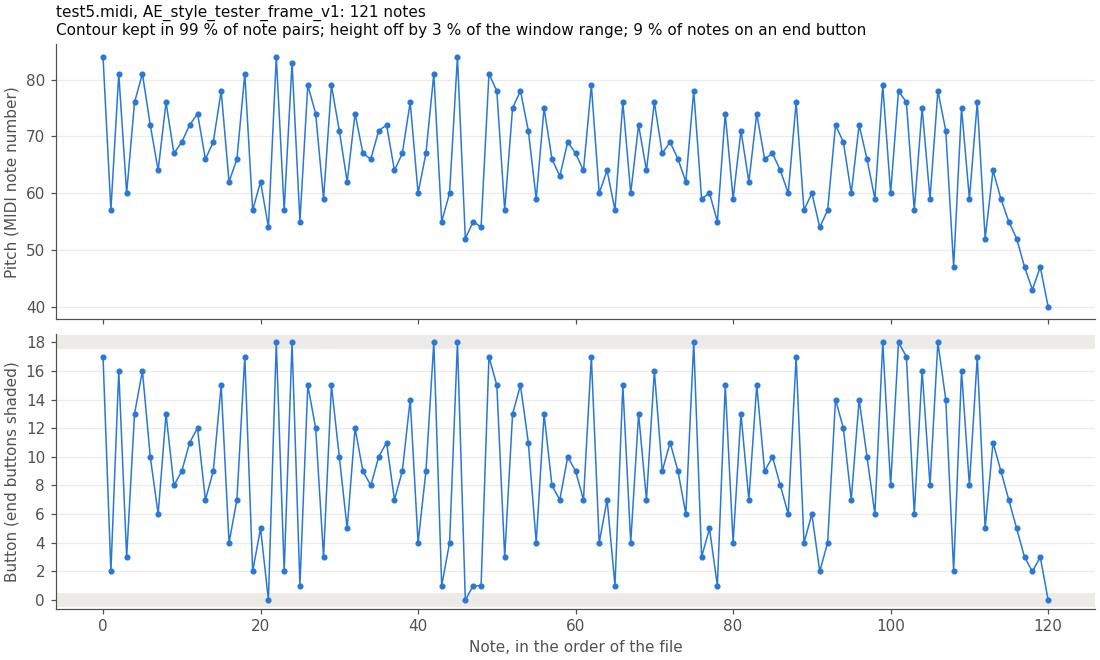 test5.midi, AE_style_tester_frame_v1: 121 notes
Contour kept in 99 % of note pairs; height off by 3 % of the window range; 9 % of notes on an end button
Pitch (MIDI note number)
80
70
60
50
40
Button (end buttons shaded)
18
16
14
12
10
8
6
4
2
0
0 20 40 60 80 100 120
Note, in the order of the file